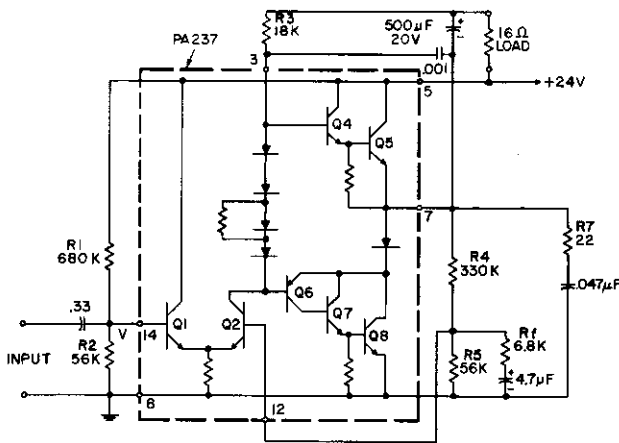 PA237
R3
18K
500μF
20V
+
-
16Ω
LOAD
3
.001
5
+24V
Q4
Q5
7
R1
680K
R4
330K
R7
22
.047μF
Q6
Q7
Q8
.33
V
14
Q1
Q2
INPUT
R2
56K
R5
56K
Rf
6.8K
+
4.7μF
-
8
12